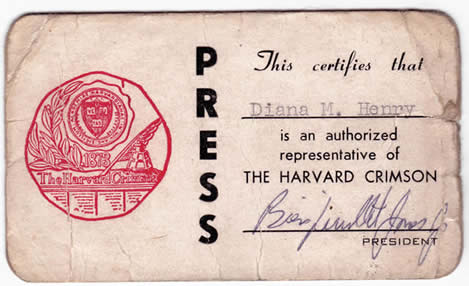 PRESS
This certifies that
Diana M. Henry
is an authorized
representative of
THE HARVARD CRIMSON
PRESIDENT
1873
The Harvard Crimson